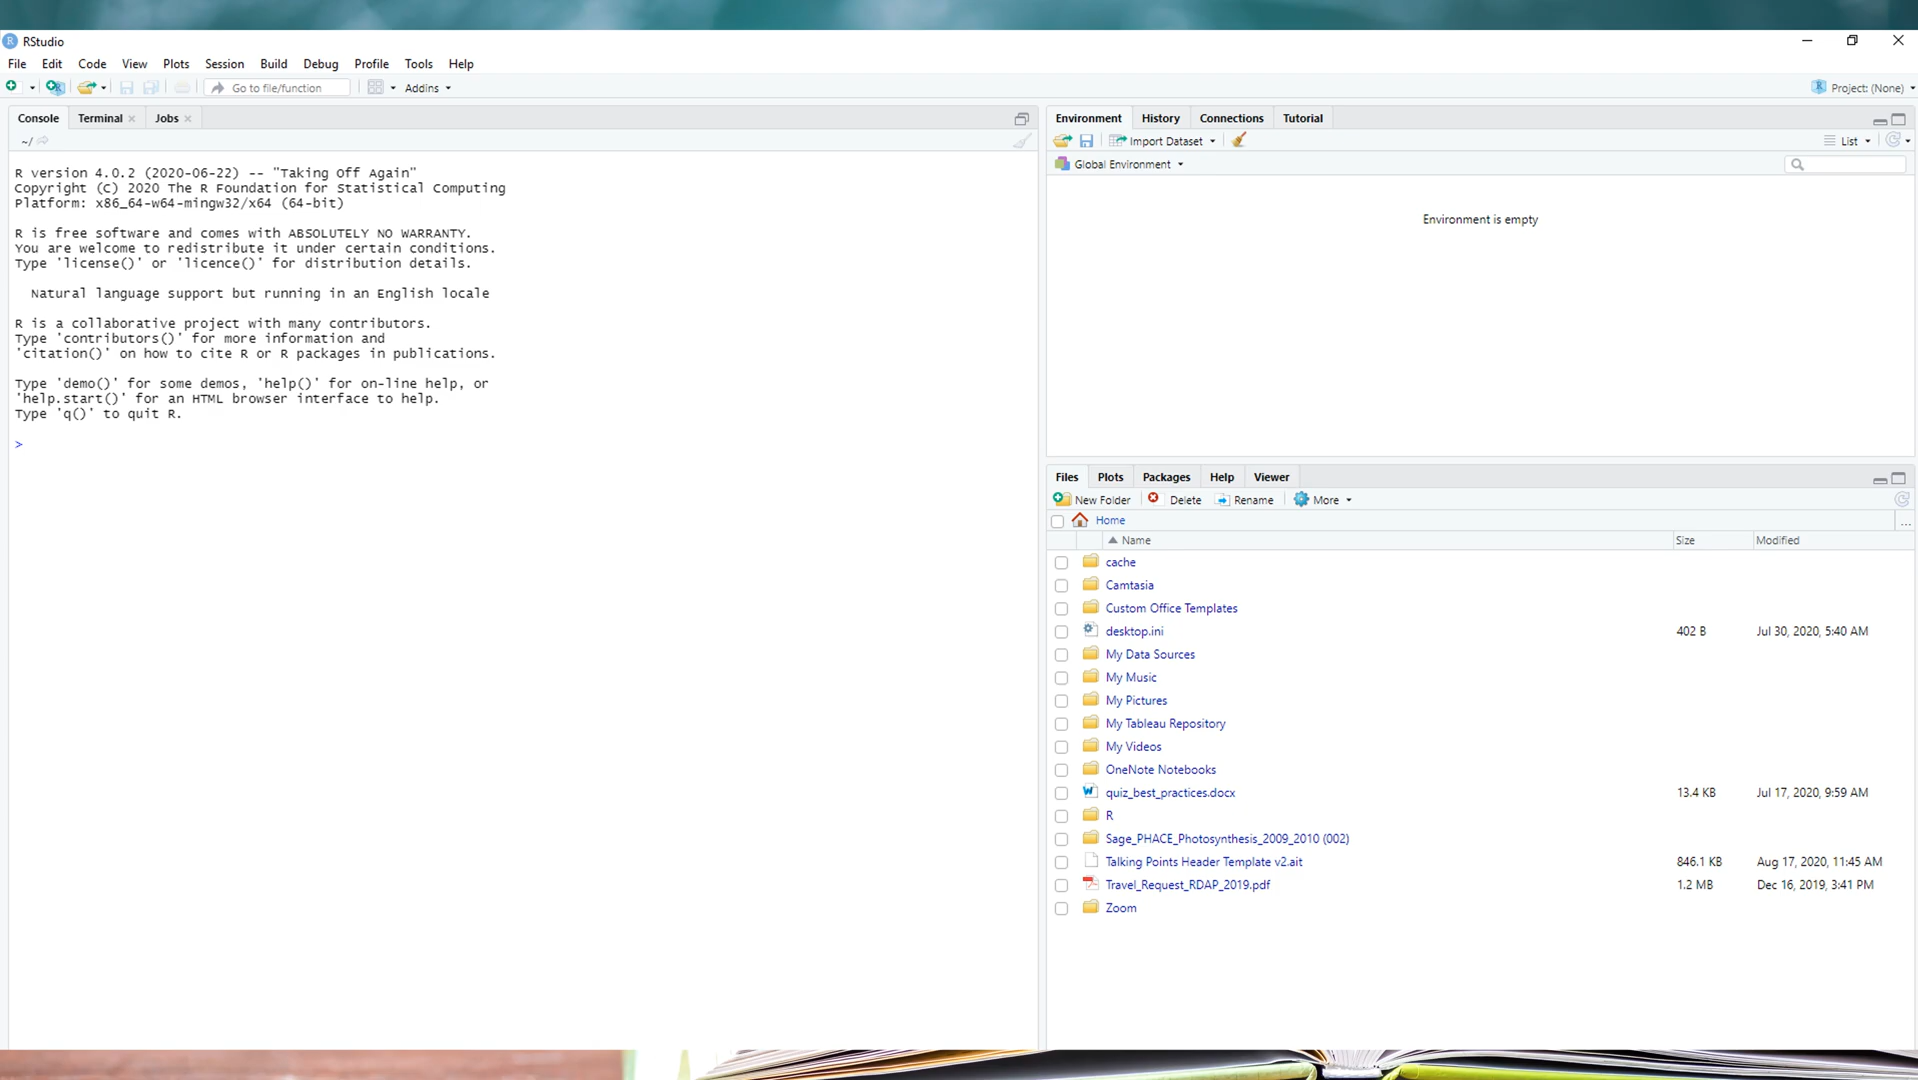 RStudio
File Edit Code View Plots Session Build Debug Profile Tools Help
Go to file/function Addins Project: (None)
Console Terminal Jobs
~/
R version 4.0.2 (2020-06-22) -- "Taking Off Again"
Copyright (C) 2020 The R Foundation for Statistical Computing
Platform: x86_64-w64-mingw32/x64 (64-bit)
R is free software and comes with ABSOLUTELY NO WARRANTY.
You are welcome to redistribute it under certain conditions.
Type 'license()' or 'licence()' for distribution details.
Natural language support but running in an English locale
R is a collaborative project with many contributors.
Type 'contributors()' for more information and
'citation()' on how to cite R or R packages in publications.
Type 'demo()' for some demos, 'help()' for on-line help, or
'help.start()' for an HTML browser interface to help.
Type 'q()' to quit R.
>
Environment History Connections Tutorial
Import Dataset List
Global Environment
Environment is empty
Files Plots Packages Help Viewer
New Folder Delete Rename More
Home ...
Name Size Modified
cache
Camtasia
Custom Office Templates
desktop.ini 402 B Jul 30, 2020, 5:40 AM
My Data Sources
My Music
My Pictures
My Tableau Repository
My Videos
OneNote Notebooks
quiz_best_practices.docx 13.4 KB Jul 17, 2020, 9:59 AM
R
Sage_PHACE_Photosynthesis_2009_2010 (002)
Talking Points Header Template v2.ait 846.1 KB Aug 17, 2020, 11:45 AM
Travel_Request_RDAP_2019.pdf 1.2 MB Dec 16, 2019, 3:41 PM
Zoom